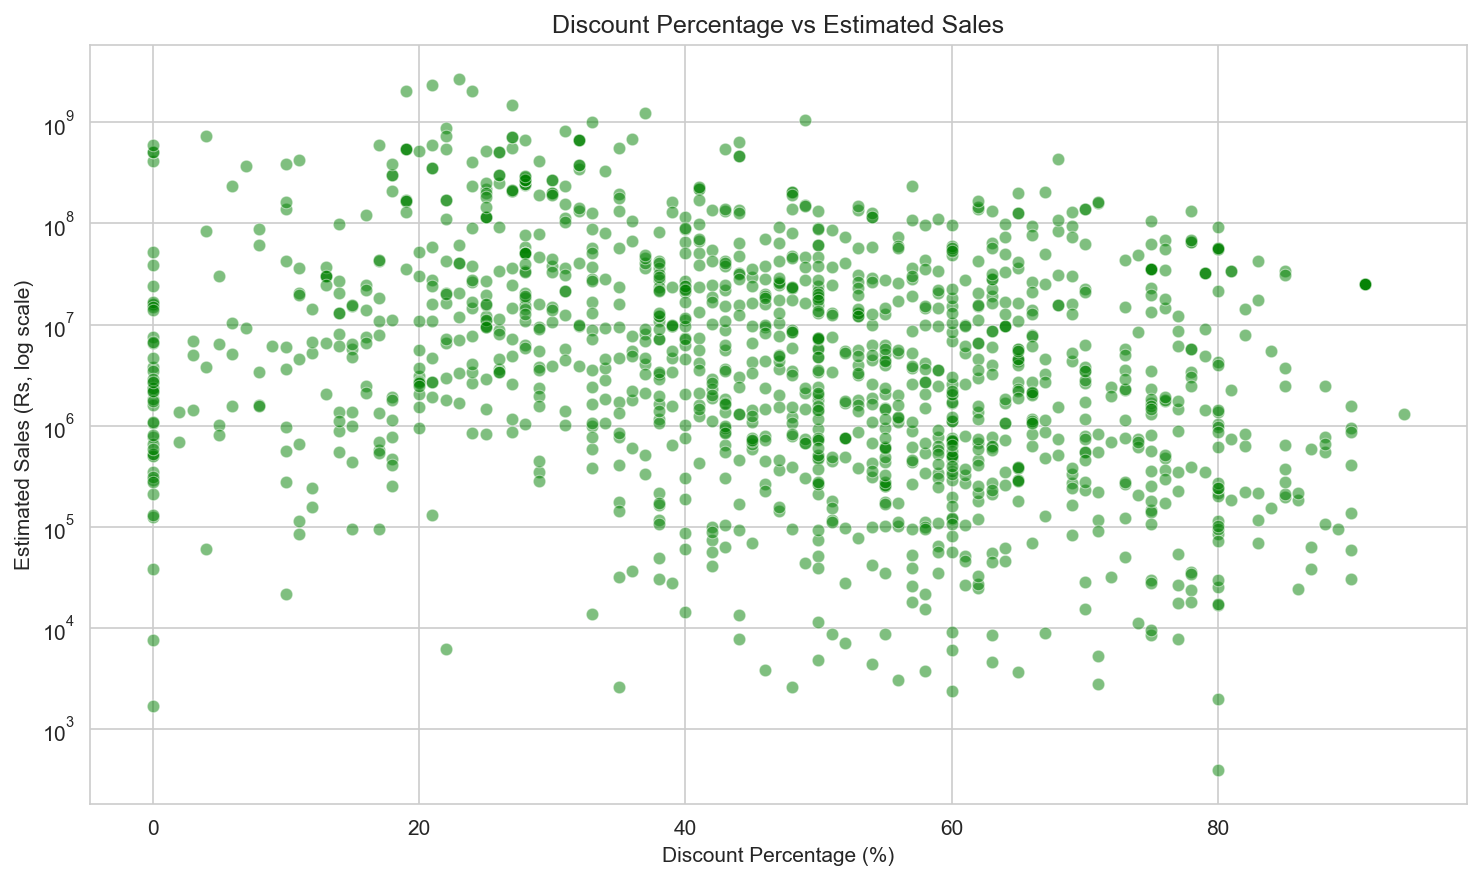 Discount Percentage vs Estimated Sales
Estimated Sales (Rs, log scale)
10^9
10^8
10^7
10^6
10^5
10^4
10^3
0 20 40 60 80
Discount Percentage (%)